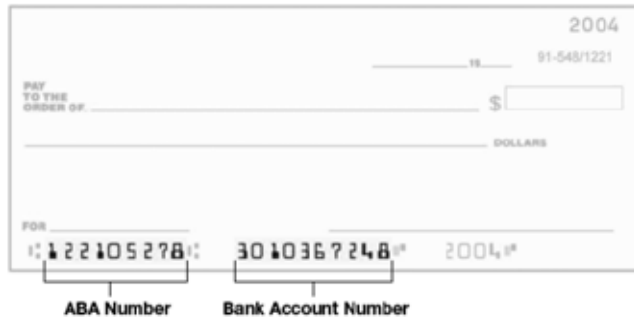 2004
19
91-548/1221
PAY
TO THE
ORDER OF
$
DOLLARS
FOR
⑆122105278⑆ 3010367248⑈ 2004⑈
ABA Number Bank Account Number